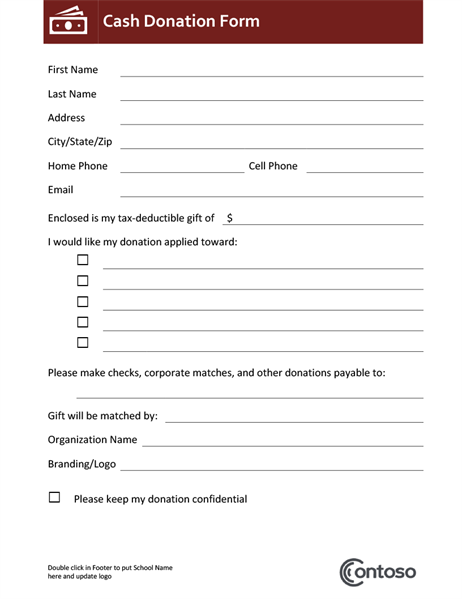 Cash Donation Form
First Name
Last Name
Address
City/State/Zip
Home Phone Cell Phone
Email
Enclosed is my tax-deductible gift of $
I would like my donation applied toward:
Please make checks, corporate matches, and other donations payable to:
Gift will be matched by:
Organization Name
Branding/Logo
Please keep my donation confidential
Double click in Footer to put School Name
here and update logo
Contoso